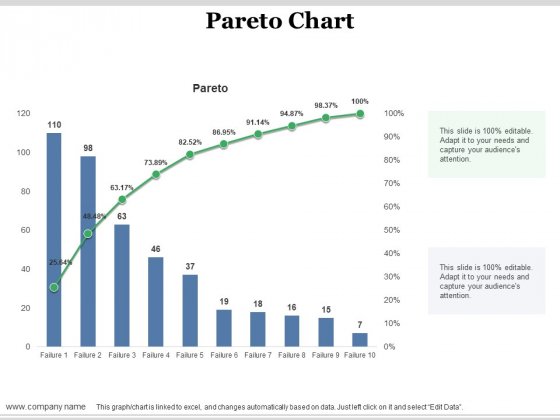 Pareto Chart
Pareto
120
100
80
60
40
20
0
110
98
63
46
37
19
18
16
15
7
25.64%
48.48%
63.17%
73.89%
82.52%
86.95%
91.14%
94.87%
98.37%
100%
100%
90%
80%
70%
60%
50%
40%
30%
20%
10%
0%
Failure 1
Failure 2
Failure 3
Failure 4
Failure 5
Failure 6
Failure 7
Failure 8
Failure 9
Failure 10
This slide is 100% editable.
Adapt it to your needs and
capture your audience's
attention.
This slide is 100% editable.
Adapt it to your needs and
capture your audience's
attention.
www.company.name
This graph/chart is linked to excel, and changes automatically based on data. Just left click on it and select "Edit Data".